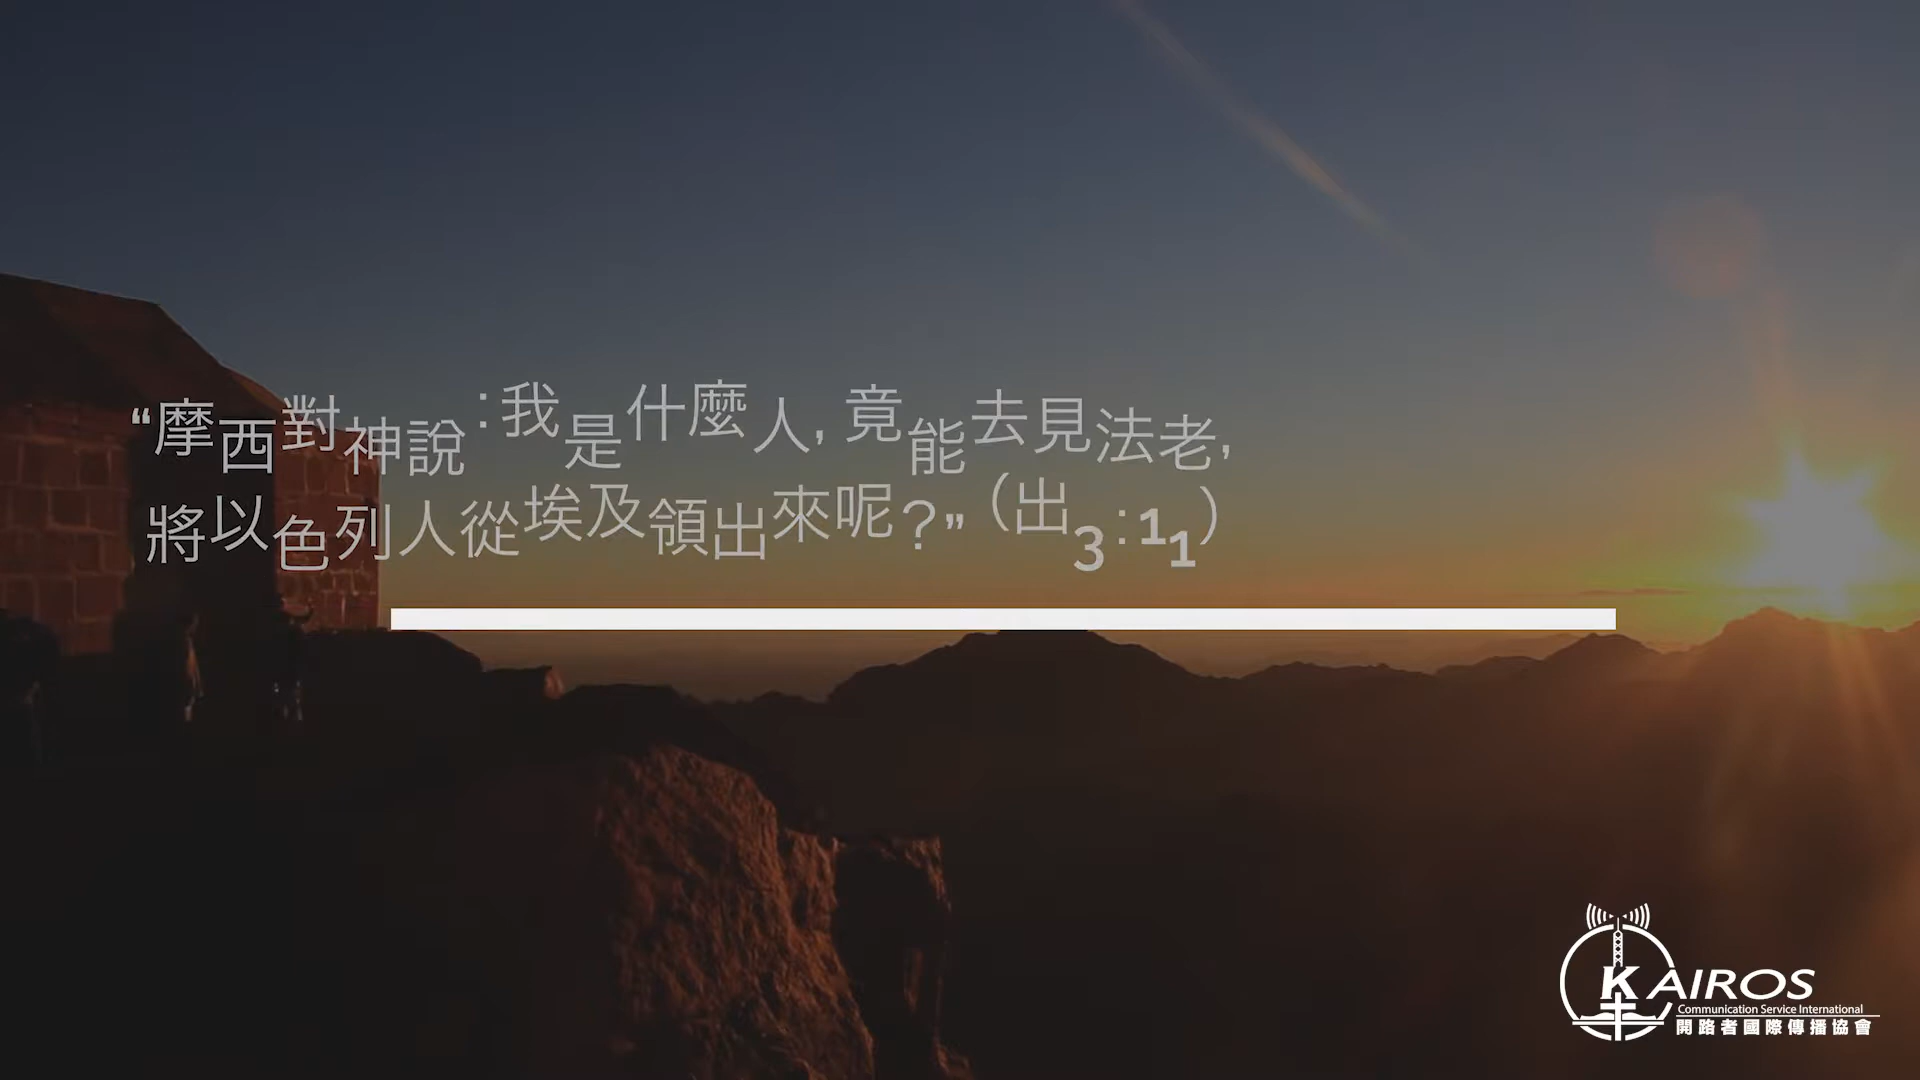 “摩西對神說：我是什麼人，竟能去見法老，
將以色列人從埃及領出來呢？”（出3：11）
KAIROS
Communication Service International
開路者國際傳播協會